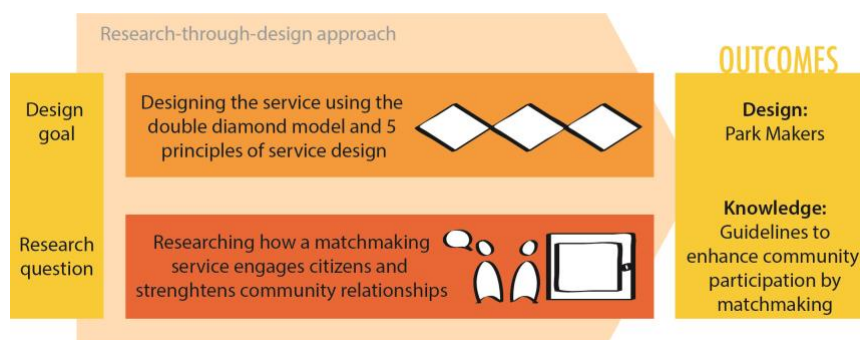 Research-through-design approach
OUTCOMES
Design
goal
Designing the service using the
double diamond model and 5
principles of service design
Design:
Park Makers
Research
question
Researching how a matchmaking
service engages citizens and
strenghtens community relationships
Knowledge:
Guidelines to
enhance community
participation by
matchmaking